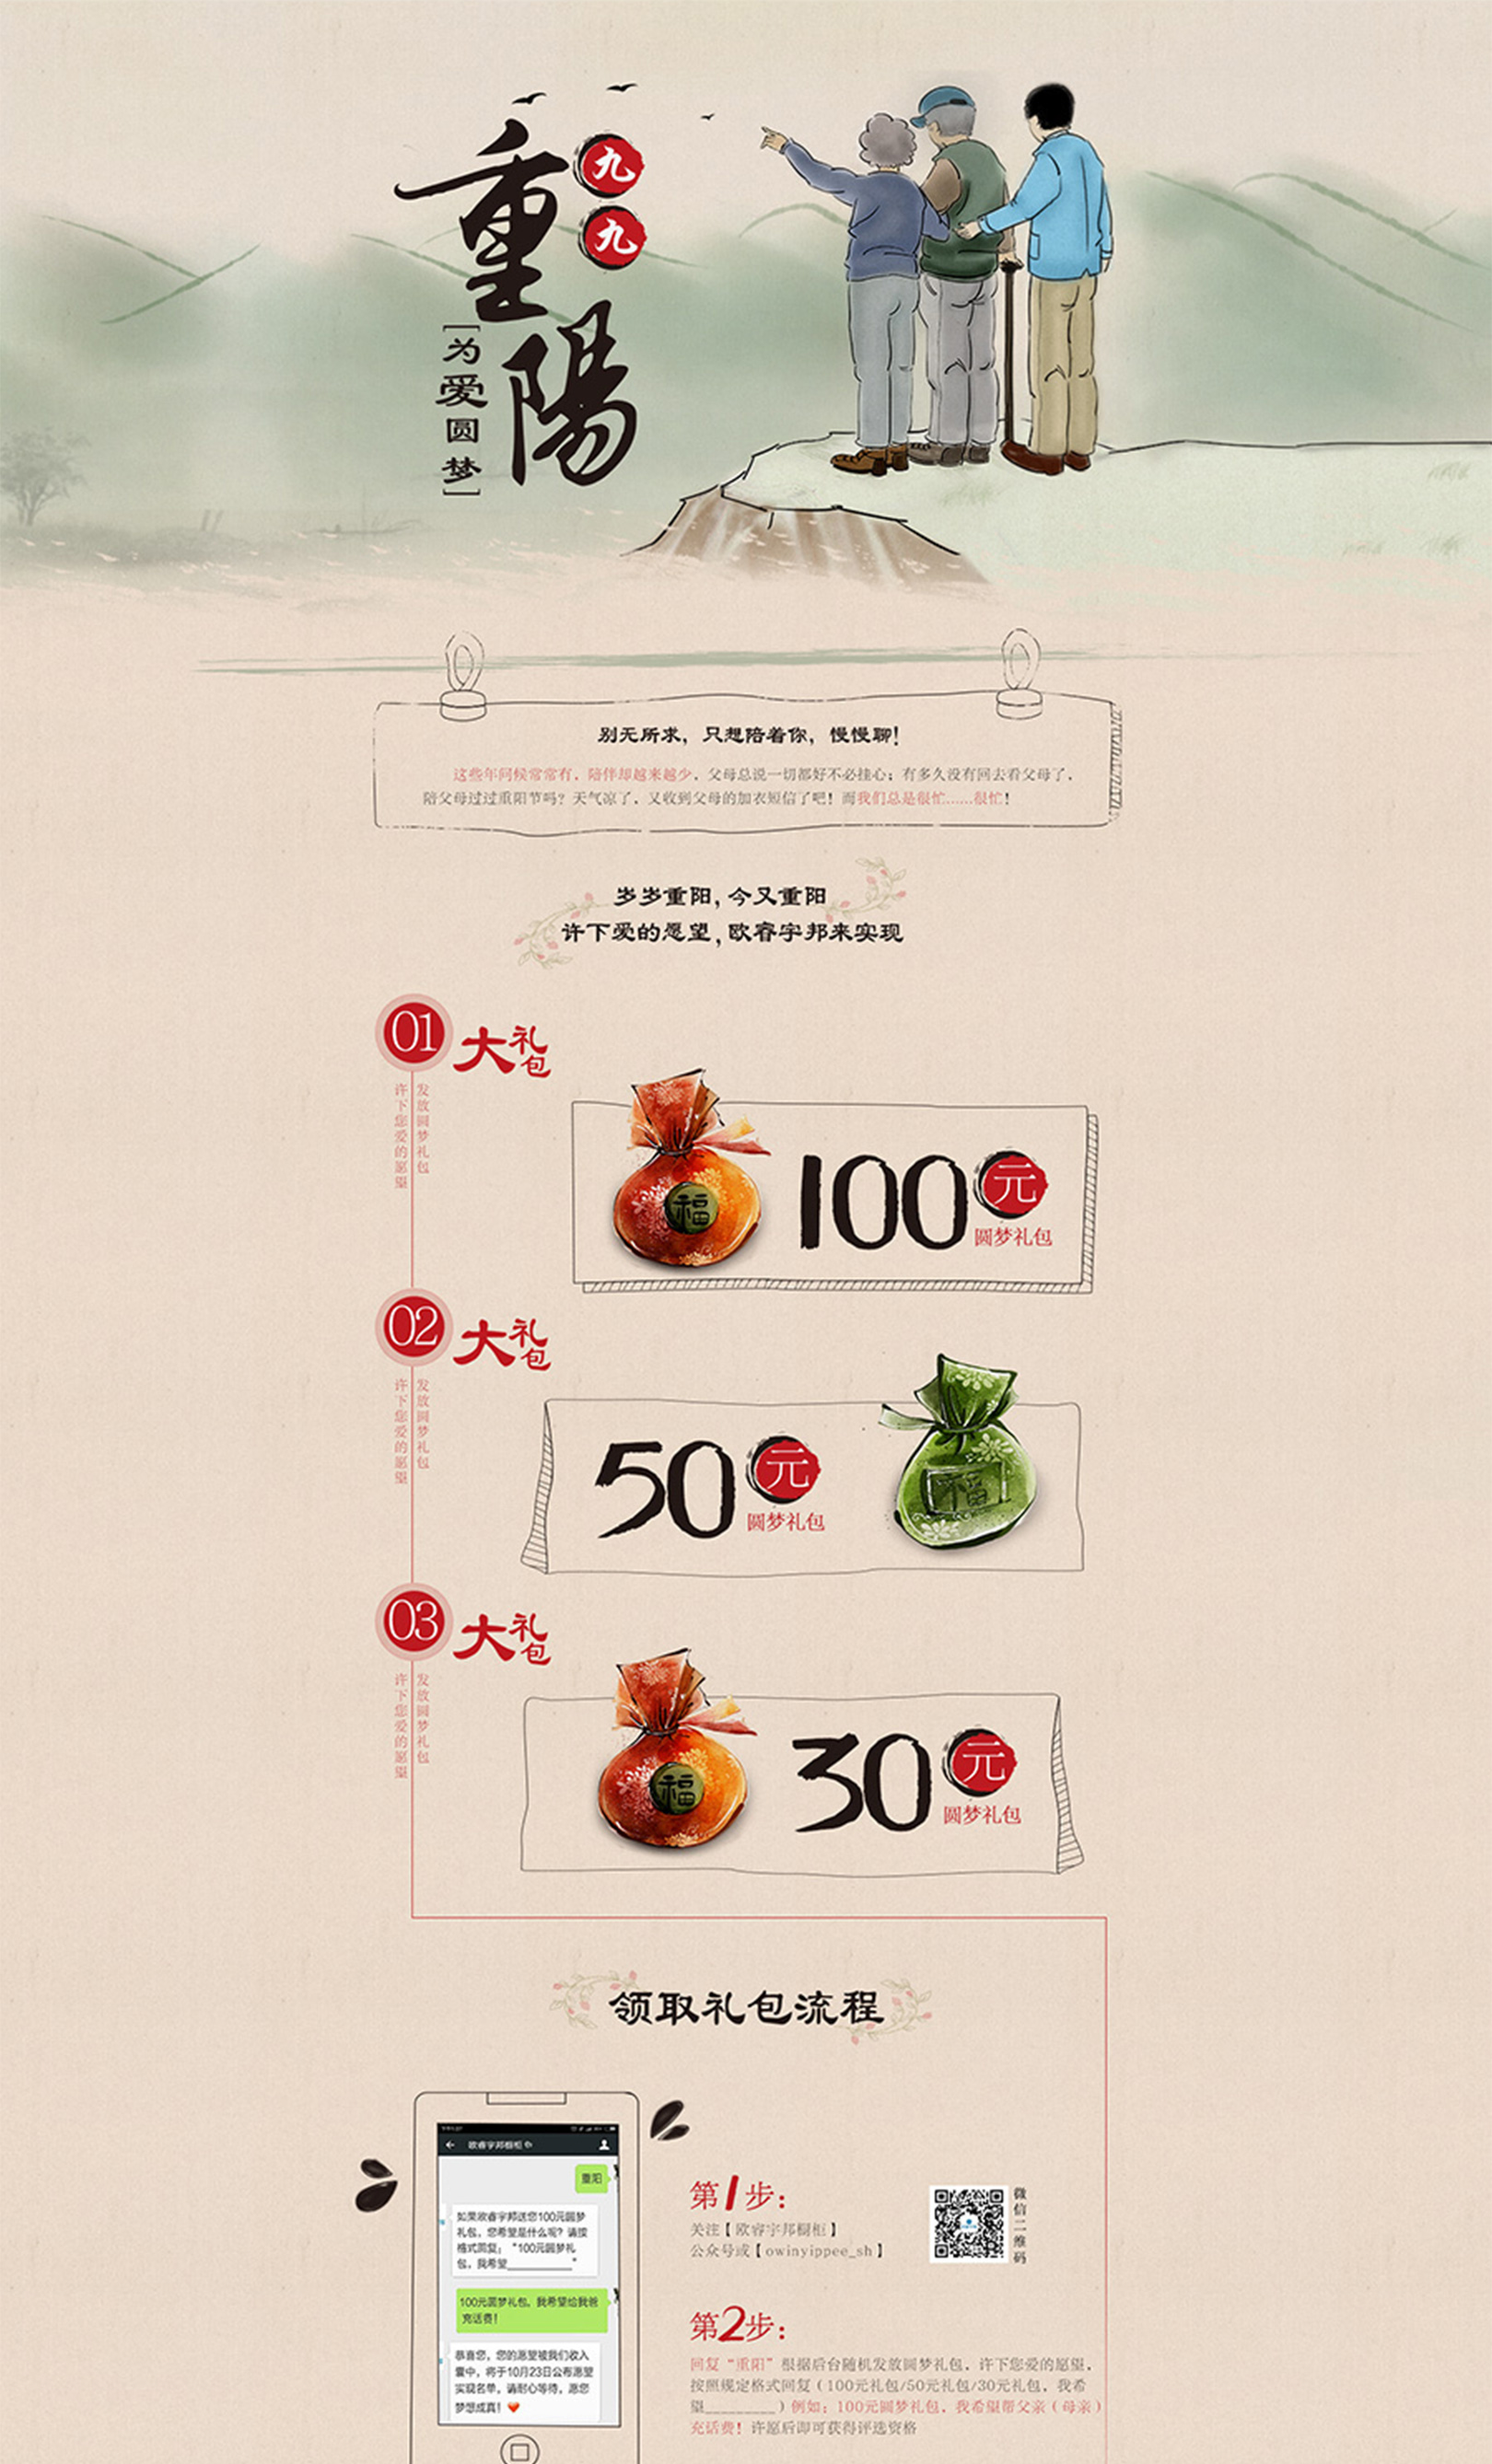 九九
重陽
[为爱圆梦]
别无所求，只想陪着你，慢慢聊！
这些年问候常常有，陪伴却越来越少，父母总说一切都好不必挂心；有多久没有回去看父母了，
陪父母过过重阳节吗？天气凉了，又收到父母的加衣短信了吧！而我们总是很忙……很忙！
岁岁重阳，今又重阳
许下爱的愿望，欧睿宇邦来实现
01
大礼包
发放圆梦礼包
许下您爱的愿望
福
100元
圆梦礼包
02
大礼包
发放圆梦礼包
许下您爱的愿望
50元
圆梦礼包
福
03
大礼包
发放圆梦礼包
许下您爱的愿望
福
30元
圆梦礼包
领取礼包流程
欧睿宇邦橱柜
重阳
如果欧睿宇邦送您100元圆梦
礼包，您希望是什么呢？请按
格式回复：“100元圆梦礼
包，我希望__________”
100元圆梦礼包，我希望给我爸
充话费！
恭喜您，您的愿望被我们收入
囊中，将于10月23日公布愿望
实现名单，请耐心等待，愿您
梦想成真！
第1步：
关注【欧睿宇邦橱柜】
公众号或【owinyippee_sh】
微信二维码
第2步：
回复“重阳”根据后台随机发放圆梦礼包，许下您爱的愿望，
按照规定格式回复（100元礼包/50元礼包/30元礼包，我希
望________）例如：100元圆梦礼包，我希望帮父亲（母亲）
充话费！许愿后即可获得评选资格